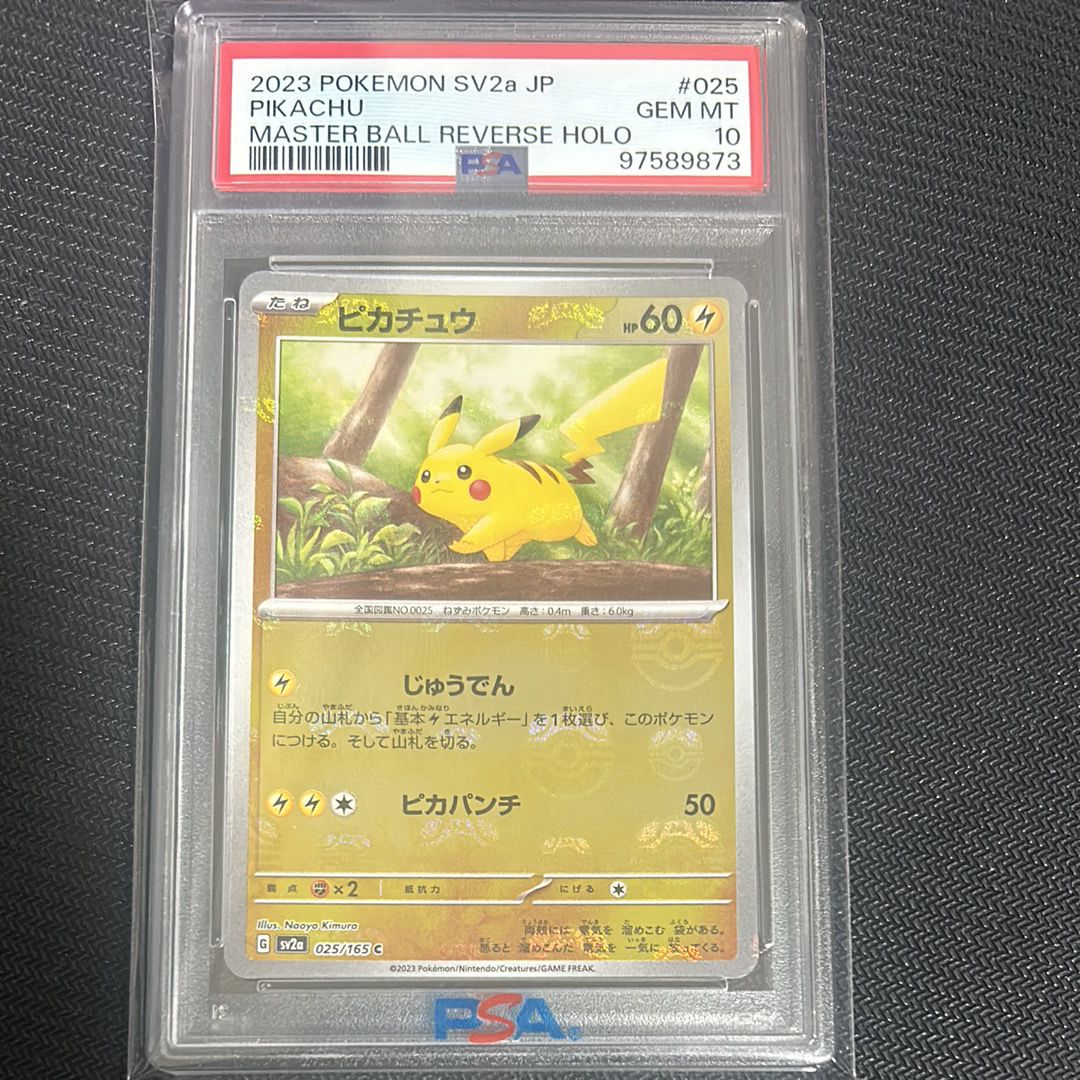 2023 POKEMON SV2a JP #025
PIKACHU GEM MT
MASTER BALL REVERSE HOLO 10
PSA 97589873
たね ピカチュウ HP60
全国図鑑NO.0025 ねずみポケモン 高さ:0.4m 重さ:6.0kg
じゅうでん
自分の山札から「基本エネルギー」を1枚選び、このポケモン
につける。そして山札を切る。
ピカパンチ 50
弱点 ×2 抵抗力 にげる
Illus. Naoyo Kimura
両頬には 電気を 溜めこむ 袋がある。
怒ると 溜めこんだ 電気を 一気に 放ってくる。
G sv2a 025/165 C
©2023 Pokémon/Nintendo/Creatures/GAME FREAK.
PSA®